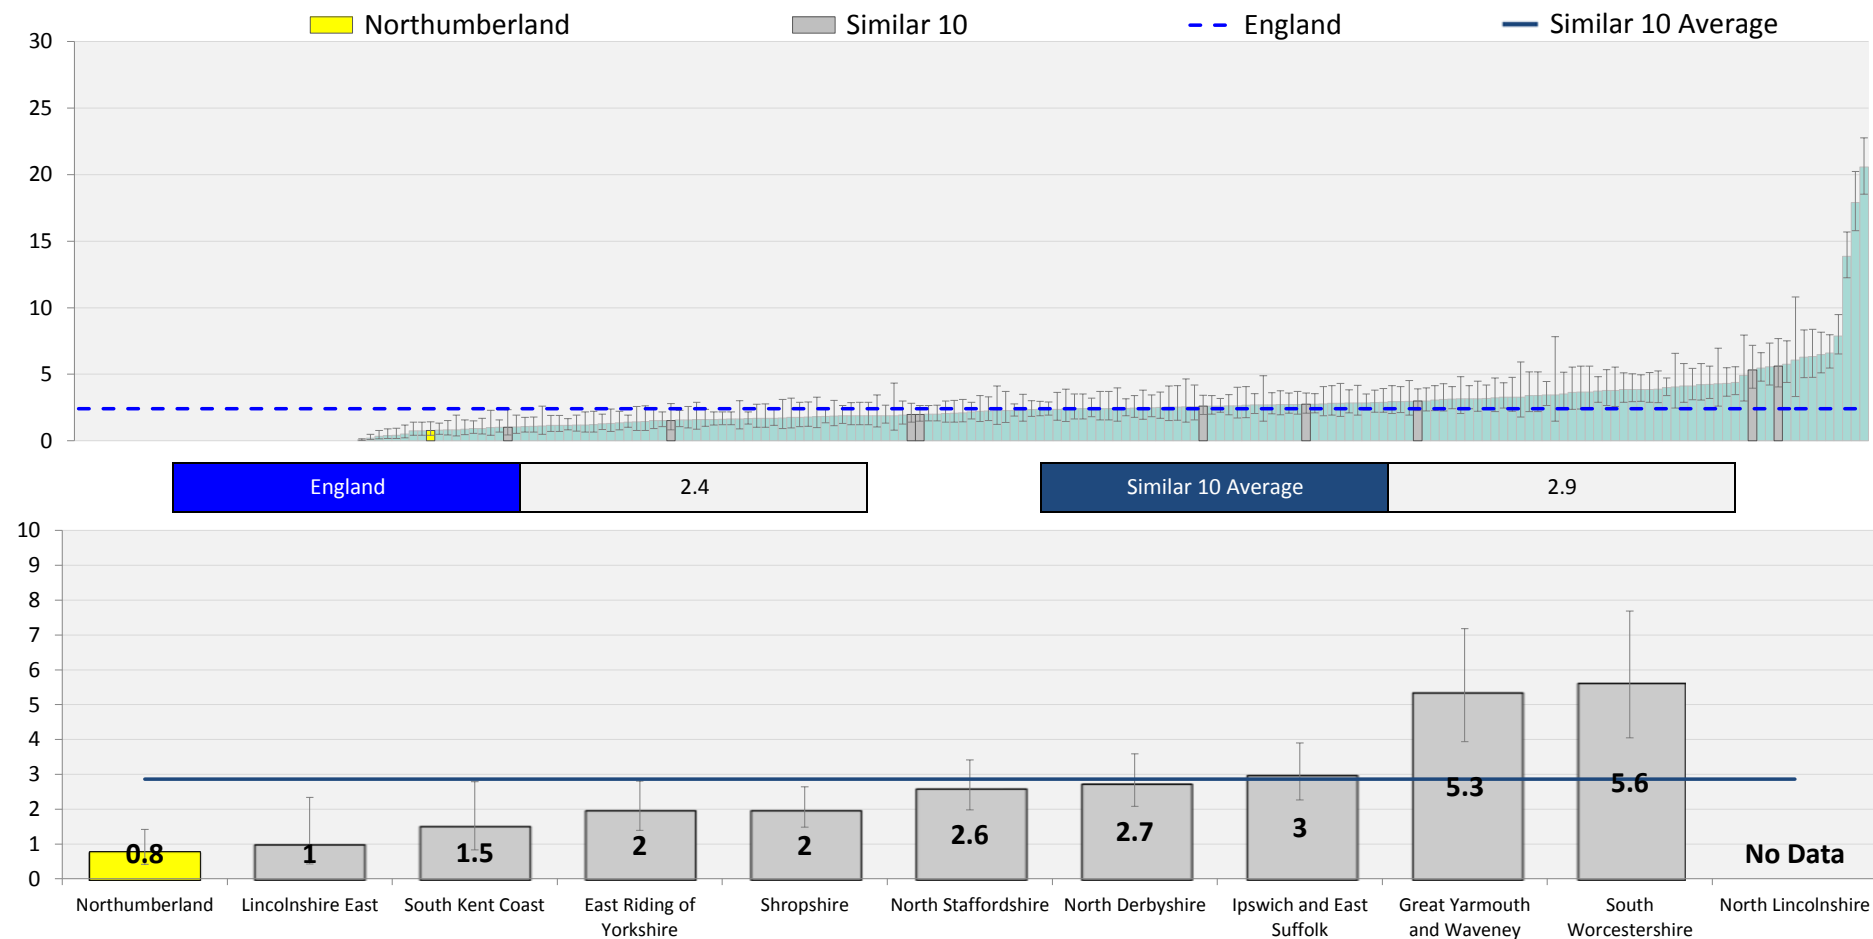 Northumberland
Similar 10
England
Similar 10 Average
30
25
20
15
10
5
0
England 2.4
Similar 10 Average 2.9
10
9
8
7
6
5
4
3
2
1
0
0.8
1
1.5
2
2
2.6
2.7
3
5.3
5.6
No Data
Northumberland
Lincolnshire East
South Kent Coast
East Riding of
Yorkshire
Shropshire
North Staffordshire
North Derbyshire
Ipswich and East
Suffolk
Great Yarmouth
and Waveney
South
Worcestershire
North Lincolnshire